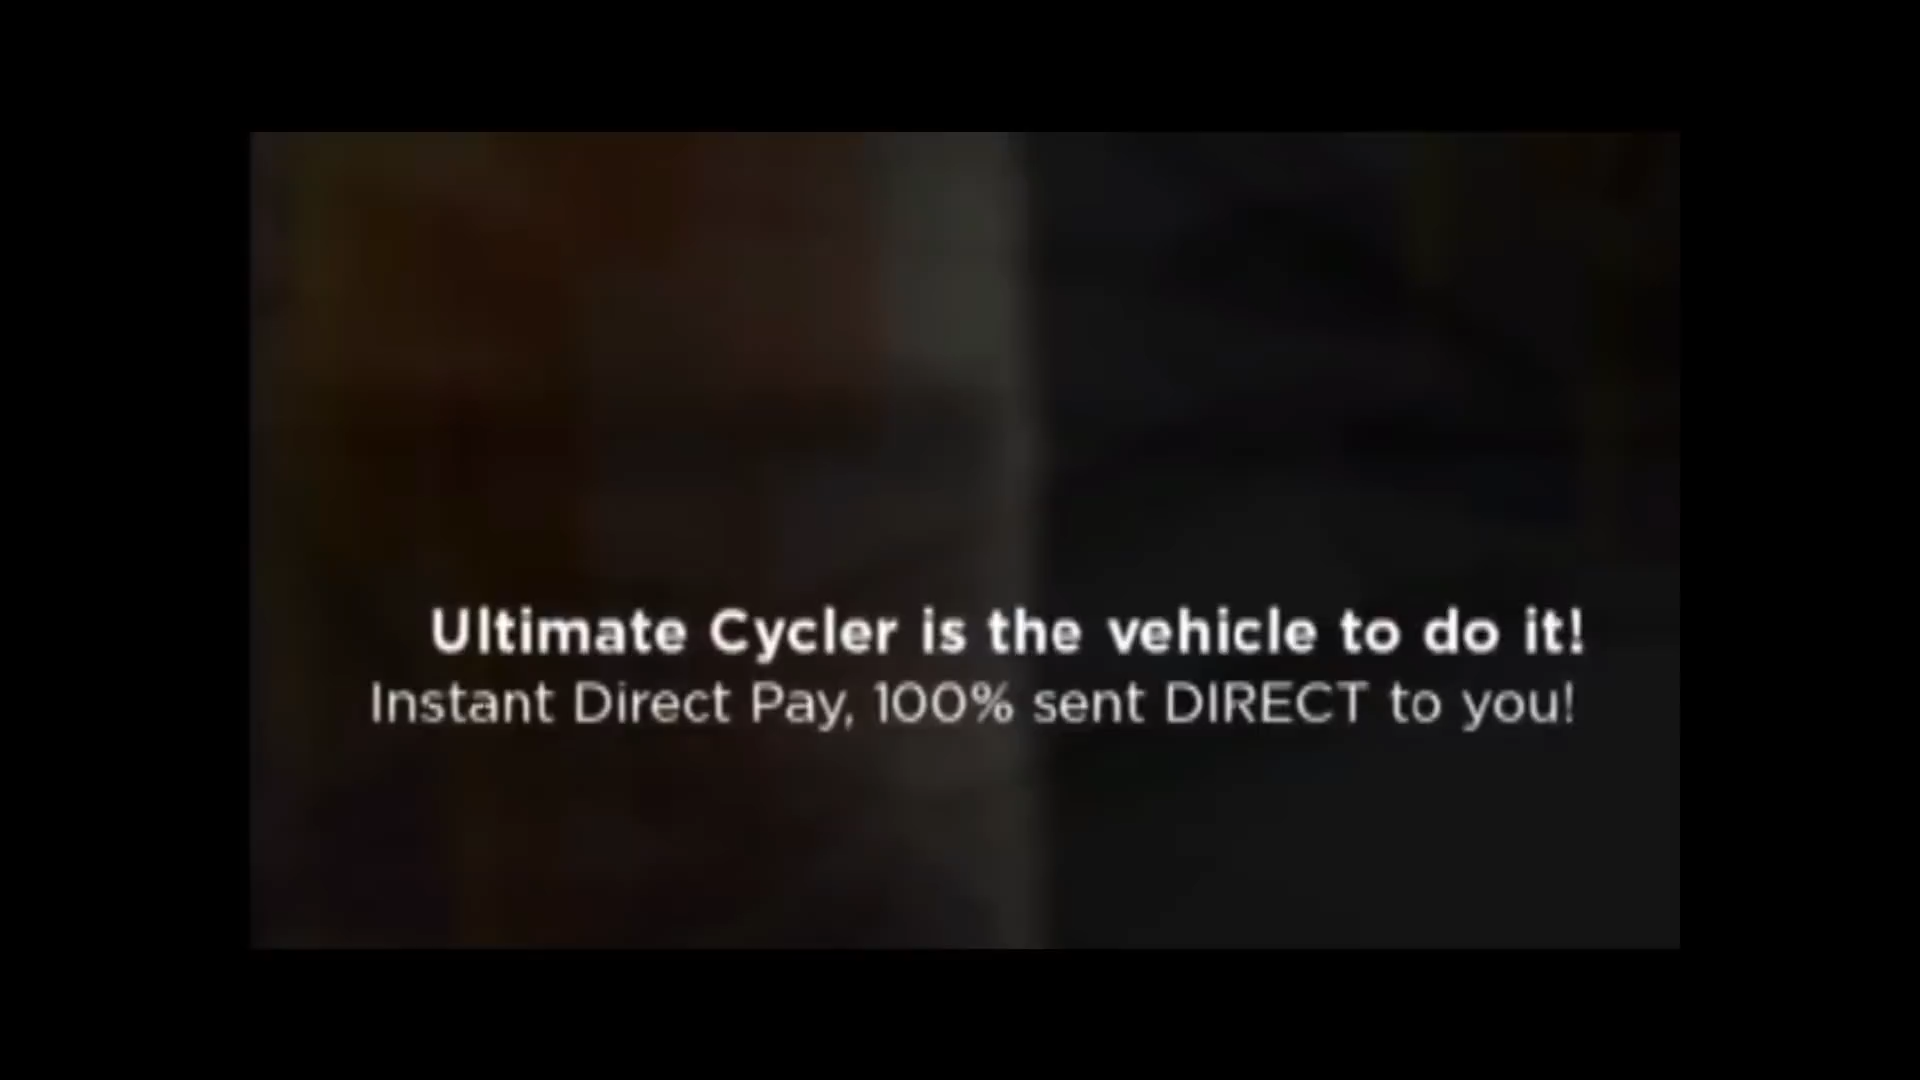 Ultimate Cycler is the vehicle to do it!
Instant Direct Pay, 100% sent DIRECT to you!